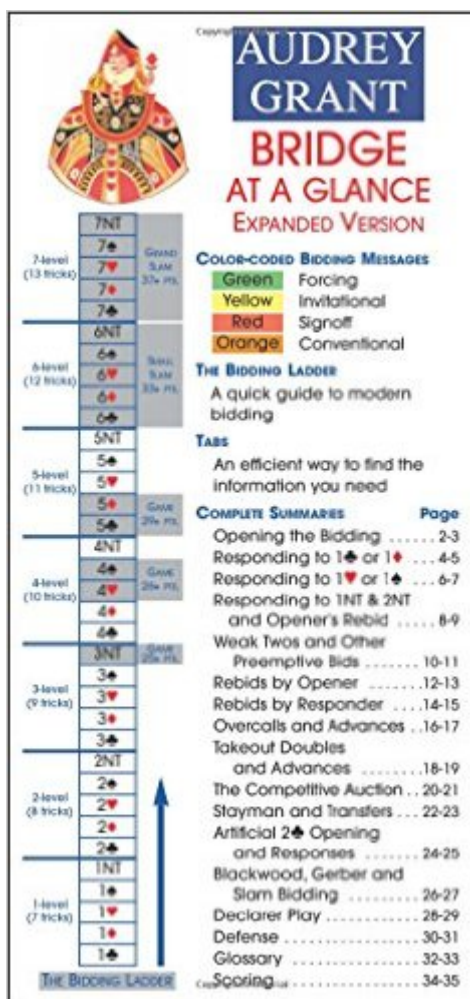 AUDREY
GRANT
BRIDGE
AT A GLANCE
EXPANDED VERSION
7NT
7♠
7♥
7♦
7♣
7-level
(13 tricks)
GRAND
SLAM
37+ PTS.
6NT
6♠
6♥
6♦
6♣
6-level
(12 tricks)
SMALL
SLAM
33+ PTS.
5NT
5♠
5♥
5♦
5♣
5-level
(11 tricks)
GAME
29+ PTS.
4NT
4♠
4♥
4♦
4♣
4-level
(10 tricks)
GAME
26+ PTS.
3NT
3♠
3♥
3♦
3♣
3-level
(9 tricks)
GAME
25+ PTS.
2NT
2♠
2♥
2♦
2♣
2-level
(8 tricks)
1NT
1♠
1♥
1♦
1♣
1-level
(7 tricks)
THE BIDDING LADDER
COLOR-CODED BIDDING MESSAGES
Green Forcing
Yellow Invitational
Red Signoff
Orange Conventional
THE BIDDING LADDER
A quick guide to modern
bidding
TABS
An efficient way to find the
information you need
COMPLETE SUMMARIES Page
Opening the Bidding ...... 2-3
Responding to 1♣ or 1♦ ... 4-5
Responding to 1♥ or 1♠ ... 6-7
Responding to 1NT & 2NT
and Opener's Rebid ..... 8-9
Weak Twos and Other
Preemptive Bids ....... 10-11
Rebids by Opener ....... 12-13
Rebids by Responder .... 14-15
Overcalls and Advances .. 16-17
Takeout Doubles
and Advances ........ 18-19
The Competitive Auction .. 20-21
Stayman and Transfers ... 22-23
Artificial 2♣ Opening
and Responses ....... 24-25
Blackwood, Gerber and
Slam Bidding ........... 26-27
Declarer Play ............. 28-29
Defense .................. 30-31
Glossary ................. 32-33
Scoring .................. 34-35